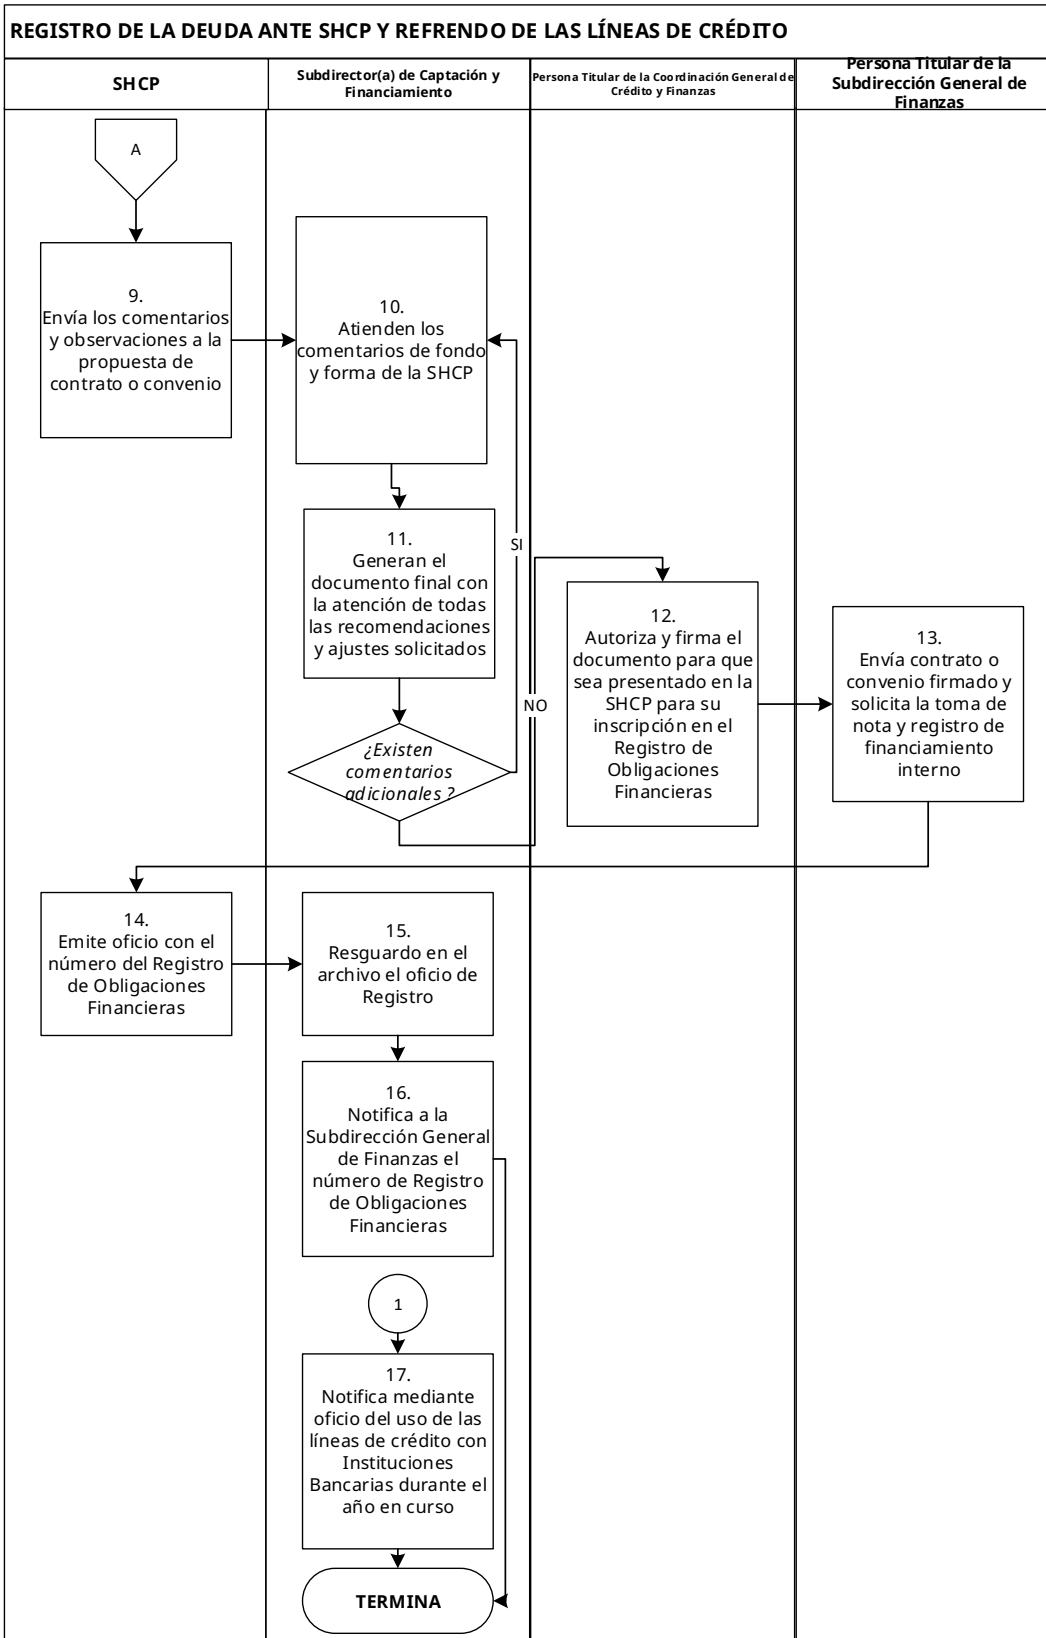 REGISTRO DE LA DEUDA ANTE SHCP Y REFRENDO DE LAS LÍNEAS DE CRÉDITO
SHCP
Subdirector(a) de Captación y
Financiamiento
Persona Titular de la Coordinación General de
Crédito y Finanzas
Persona Titular de la
Subdirección General de
Finanzas
A
9.
Envía los comentarios
y observaciones a la
propuesta de
contrato o convenio
10.
Atienden los
comentarios de fondo
y forma de la SHCP
11.
Generan el
documento final con
la atención de todas
las recomendaciones
y ajustes solicitados
SI
¿Existen
comentarios
adicionales ?
NO
12.
Autoriza y firma el
documento para que
sea presentado en la
SHCP para su
inscripción en el
Registro de
Obligaciones
Financieras
13.
Envía contrato o
convenio firmado y
solicita la toma de
nota y registro de
financiamiento
interno
14.
Emite oficio con el
número del Registro
de Obligaciones
Financieras
15.
Resguardo en el
archivo el oficio de
Registro
16.
Notifica a la
Subdirección General
de Finanzas el
número de Registro
de Obligaciones
Financieras
1
17.
Notifica mediante
oficio del uso de las
líneas de crédito con
Instituciones
Bancarias durante el
año en curso
TERMINA